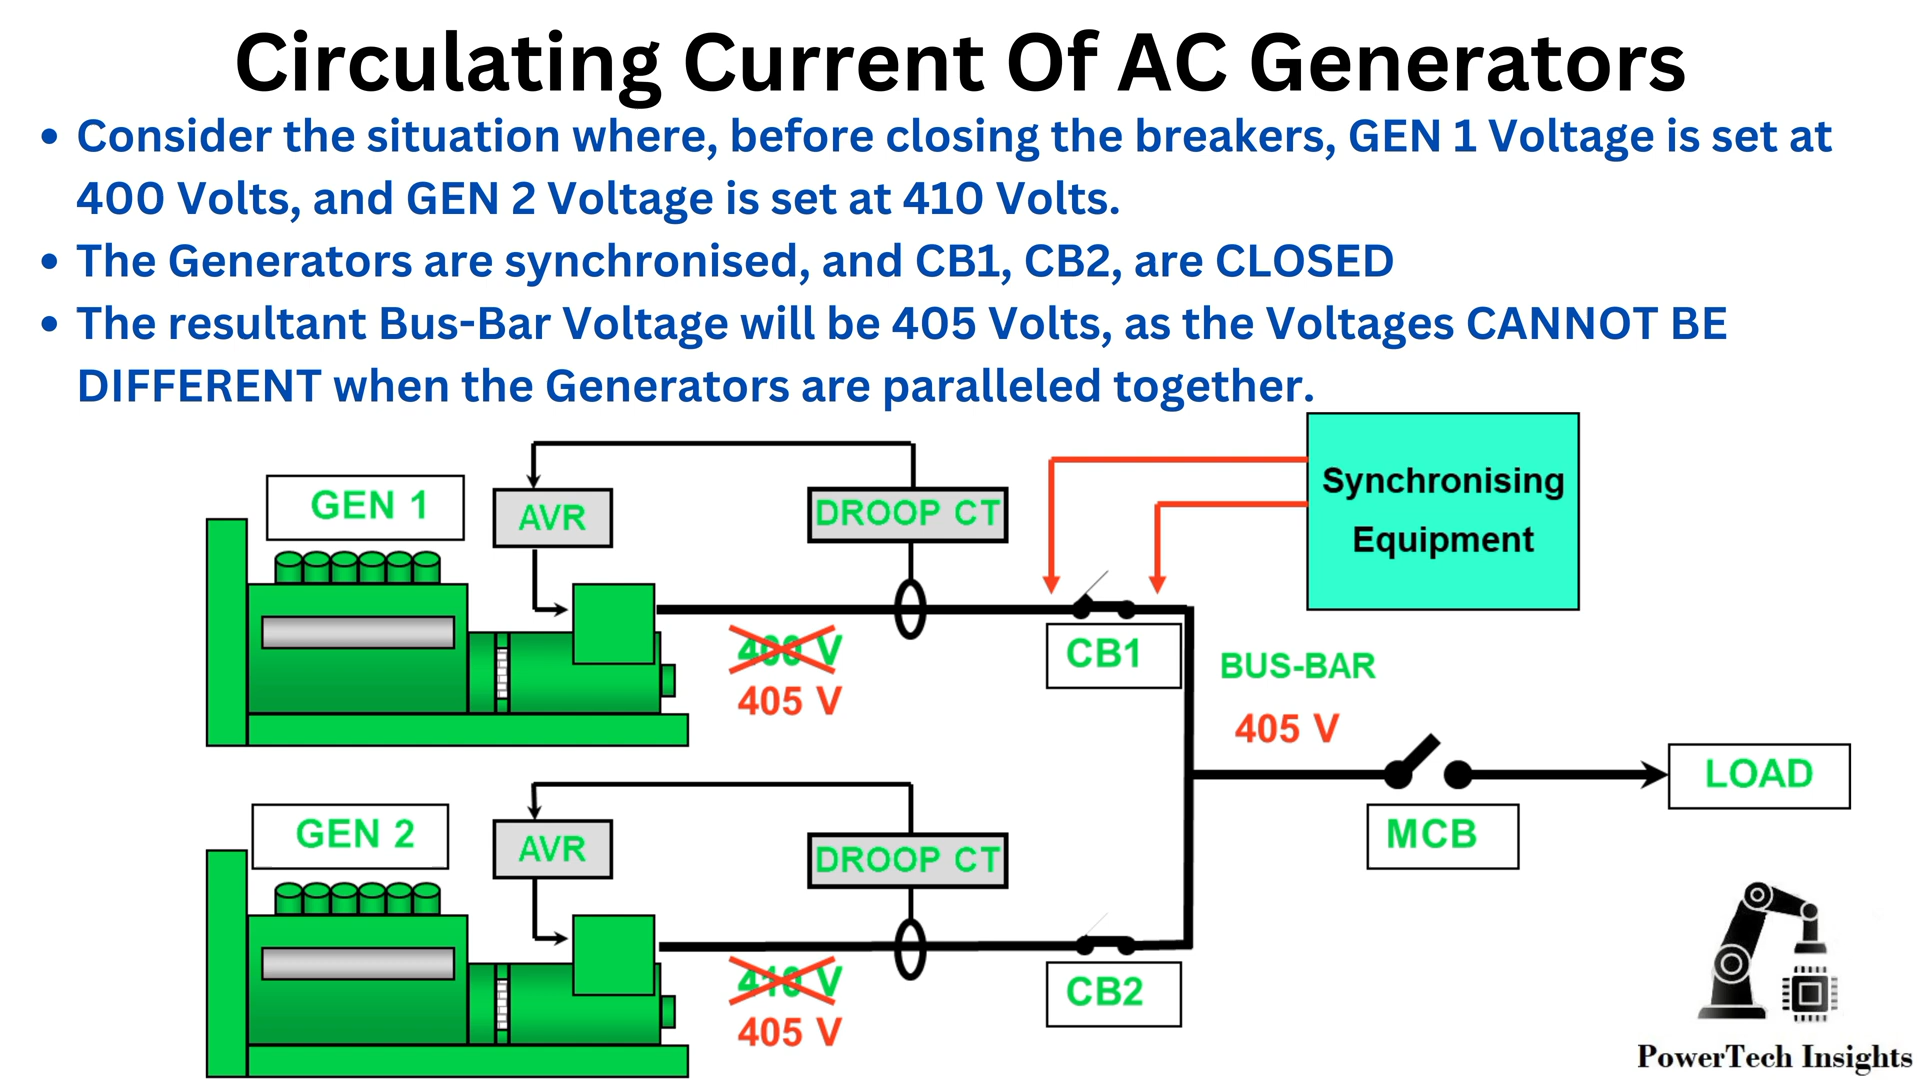 Circulating Current Of AC Generators
• Consider the situation where, before closing the breakers, GEN 1 Voltage is set at
400 Volts, and GEN 2 Voltage is set at 410 Volts.
• The Generators are synchronised, and CB1, CB2, are CLOSED
• The resultant Bus-Bar Voltage will be 405 Volts, as the Voltages CANNOT BE
DIFFERENT when the Generators are paralleled together.
GEN 1
AVR
DROOP CT
Synchronising
Equipment
400 V
405 V
CB1
BUS-BAR
405 V
LOAD
MCB
GEN 2
AVR
DROOP CT
410 V
405 V
CB2
PowerTech Insights